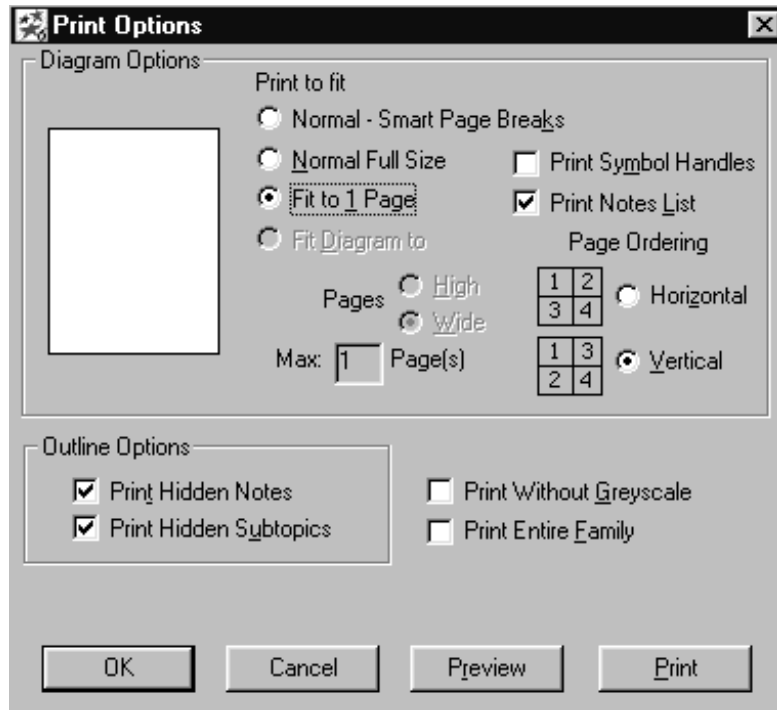 Print Options
Diagram Options
Print to fit
Normal - Smart Page Breaks
Normal Full Size
Print Symbol Handles
Fit to 1 Page
Print Notes List
Fit Diagram to
Page Ordering
Pages
High
Wide
1 2
3 4
Horizontal
Max: 1 Page(s)
1 3
2 4
Vertical
Outline Options
Print Hidden Notes
Print Hidden Subtopics
Print Without Greyscale
Print Entire Family
OK
Cancel
Preview
Print